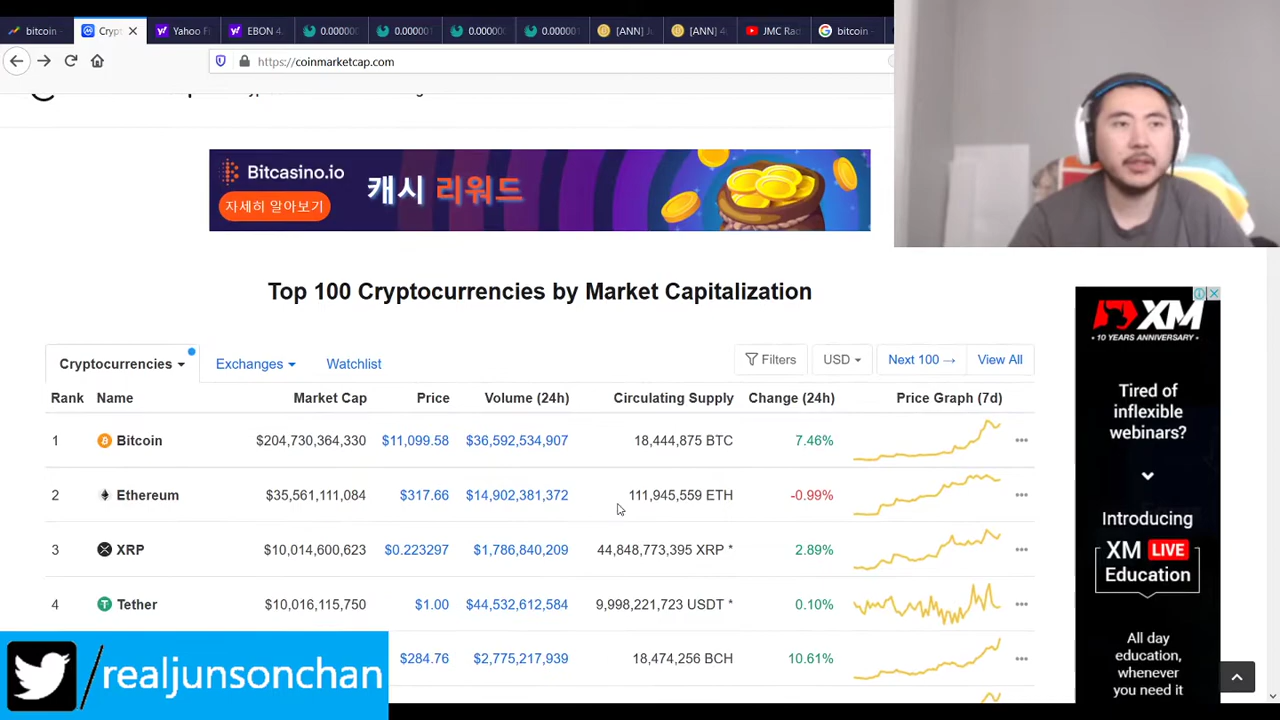 bitcoin
Crypt
Yahoo F
EBON 4.
0.000000
0.00001
0.00000
0.00001
[ANN] J
[ANN] 4
JMC Rad
bitcoin
https://coinmarketcap.com
Bitcasino.io
자세히 알아보기
캐시 리워드
Top 100 Cryptocurrencies by Market Capitalization
Cryptocurrencies
Exchanges
Watchlist
Filters
USD
Next 100 →
View All
Rank Name Market Cap Price Volume (24h) Circulating Supply Change (24h) Price Graph (7d)
1 Bitcoin $204,730,364,330 $11,099.58 $36,592,534,907 18,444,875 BTC 7.46%
2 Ethereum $35,561,111,084 $317.66 $14,902,381,372 111,945,559 ETH -0.99%
3 XRP $10,014,600,623 $0.223297 $1,786,840,209 44,848,773,395 XRP * 2.89%
4 Tether $10,016,115,750 $1.00 $44,532,612,584 9,998,221,723 USDT * 0.10%
$284.76 $2,775,217,939 18,474,256 BCH 10.61%
/realjunsonchan
XM
• 10 YEARS ANNIVERSARY •
Tired of
inflexible
webinars?
Introducing
XM LIVE
Education
All day
education,
whenever
you need it